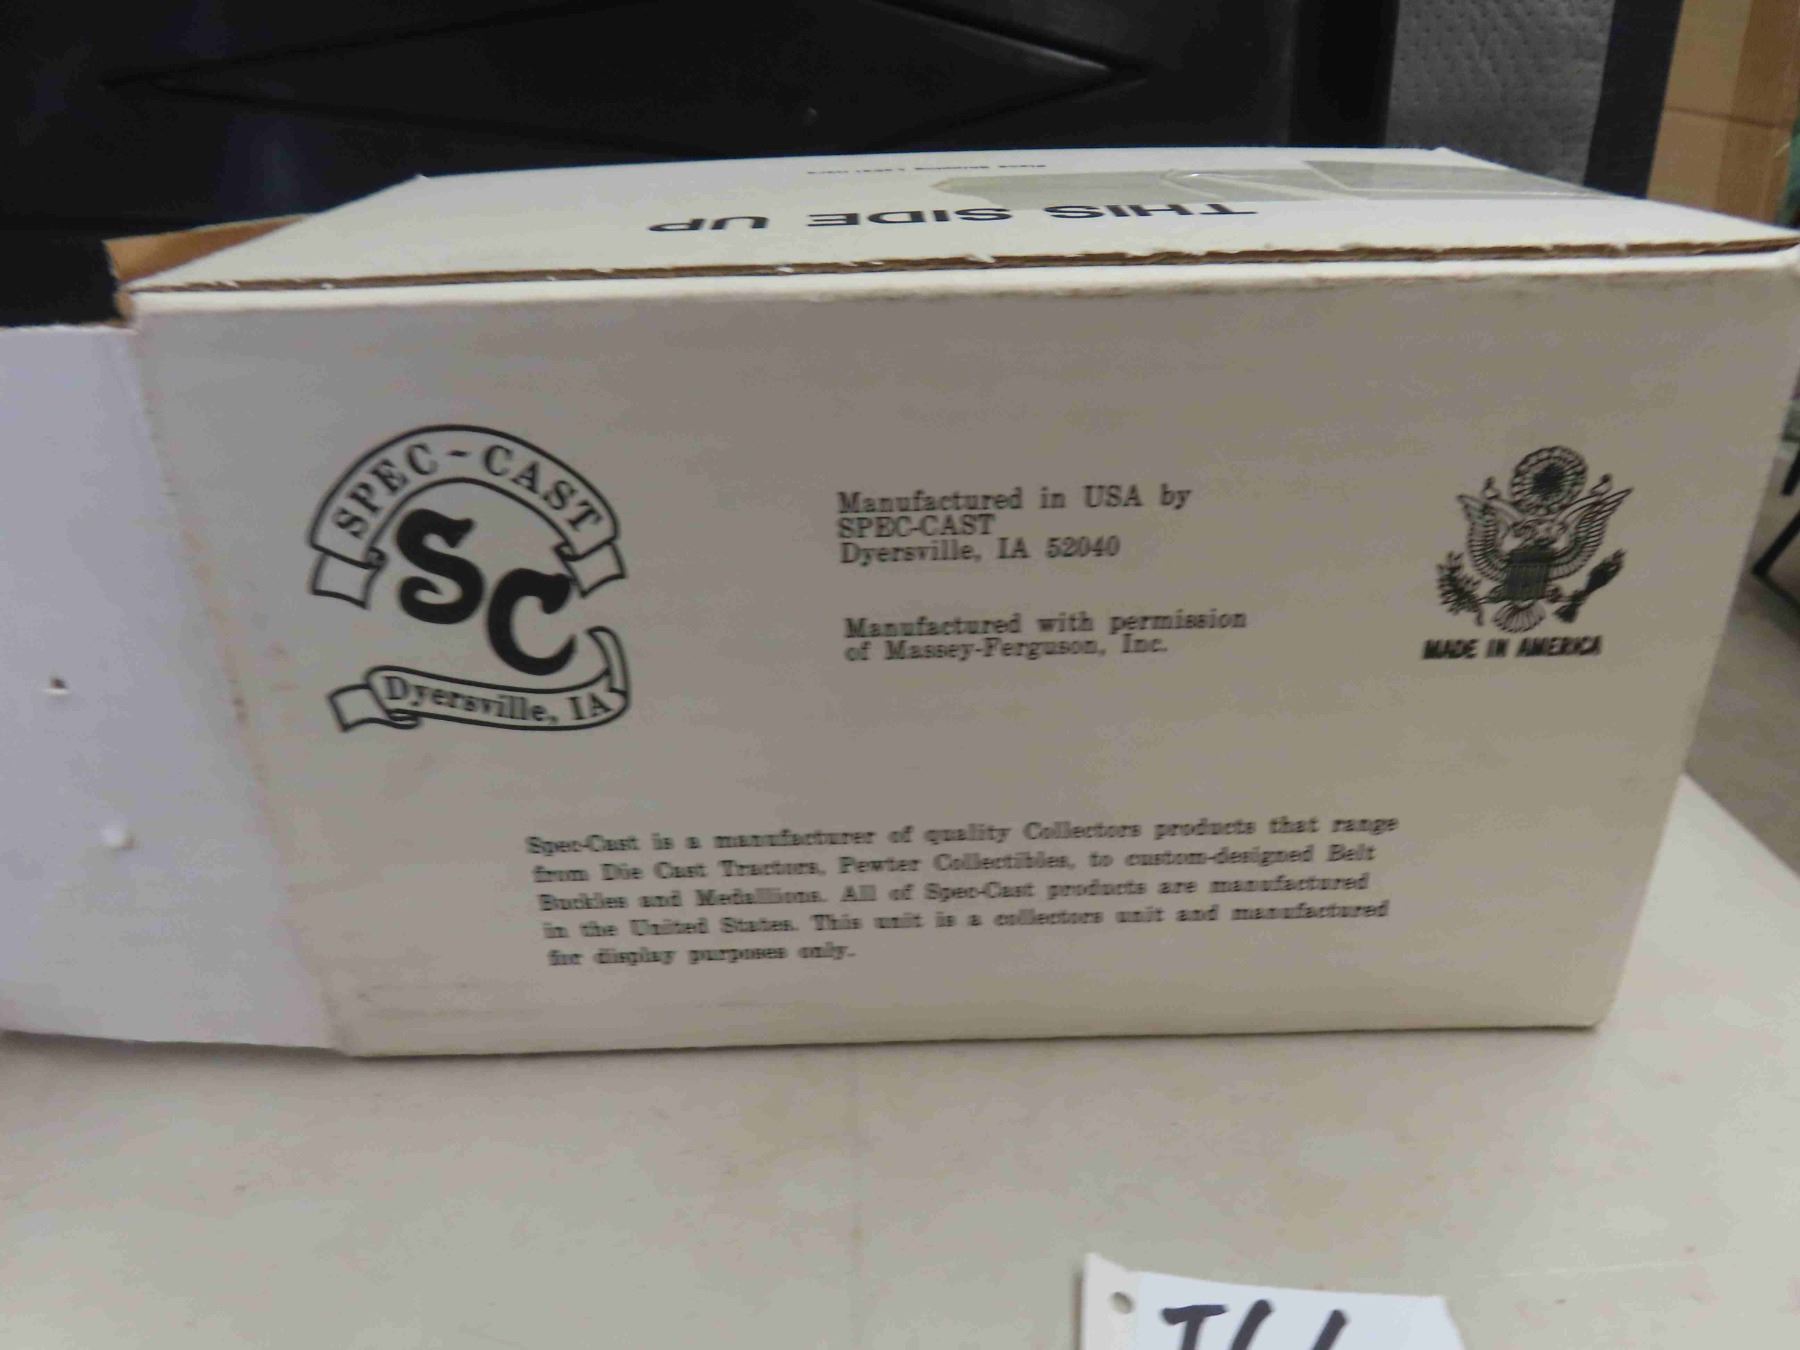 THIS SIDE UP
SPEC-CAST
SC
Dyersville, IA
Manufactured in USA by
SPEC-CAST
Dyersville, IA 52040
Manufactured with permission
of Massey-Ferguson, Inc.
MADE IN AMERICA
Spec-Cast is a manufacturer of quality Collectors products that range
from Die Cast Tractors, Pewter Collectibles, to custom-designed Belt
Buckles and Medallions. All of Spec-Cast products are manufactured
in the United States. This unit is a collectors unit and manufactured
for display purposes only.